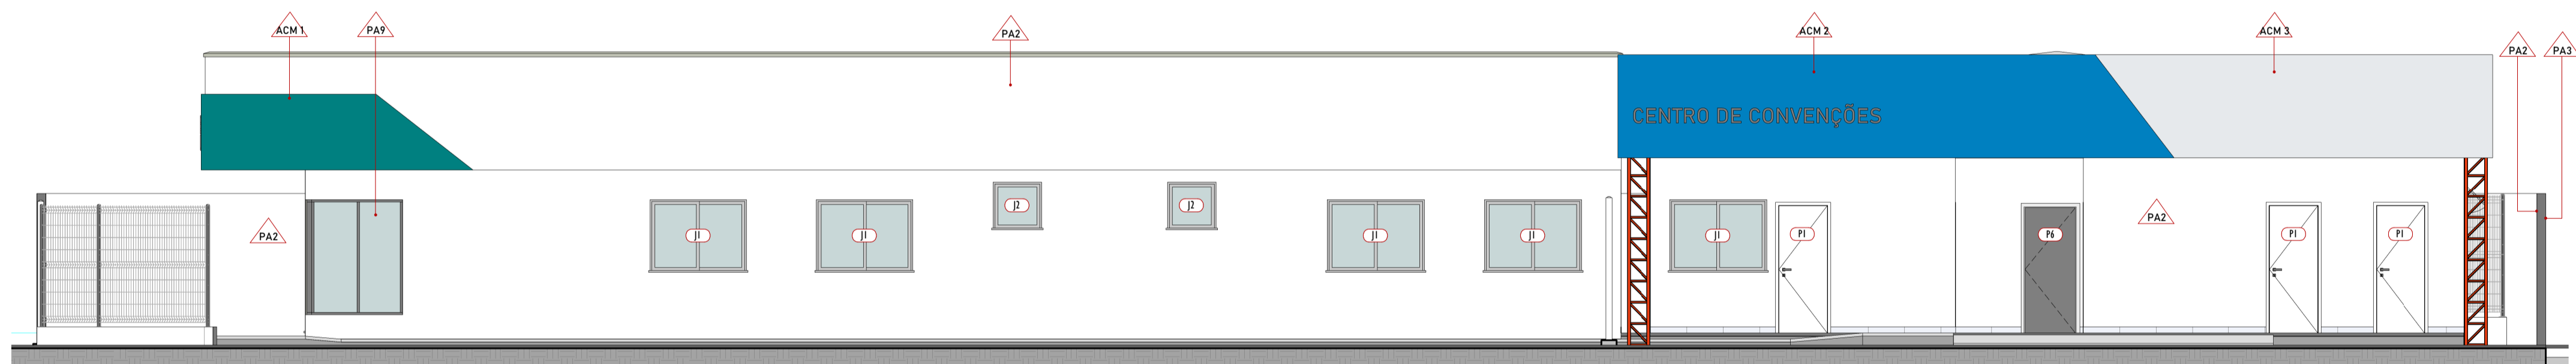 ACM 1
PA9
PA2
ACM 2
ACM 3
PA2
PA3
CENTRO DE CONVENÇÕES
J2
J2
PA2
PA2
J1
J1
J1
J1
J1
P1
P6
P1
P1